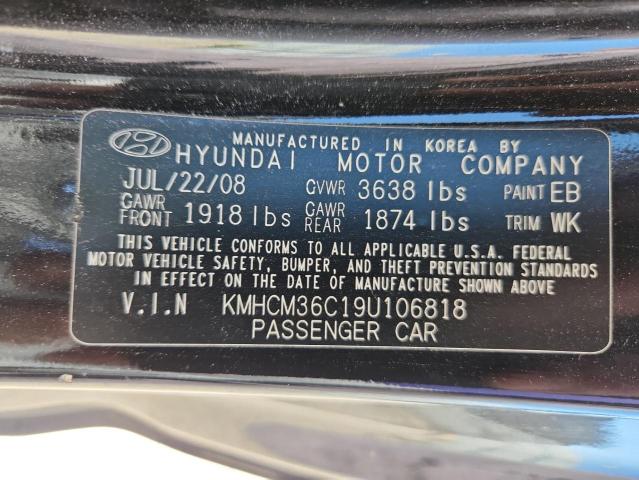 MANUFACTURED IN KOREA BY
HYUNDAI MOTOR COMPANY
JUL/22/08 GVWR 3638 lbs PAINT EB
GAWR FRONT 1918 lbs GAWR REAR 1874 lbs TRIM WK
THIS VEHICLE CONFORMS TO ALL APPLICABLE U.S.A. FEDERAL
MOTOR VEHICLE SAFETY, BUMPER, AND THEFT PREVENTION STANDARDS
IN EFFECT ON THE DATE OF MANUFACTURE SHOWN ABOVE
V.I.N KMHCM36C19U106818
PASSENGER CAR